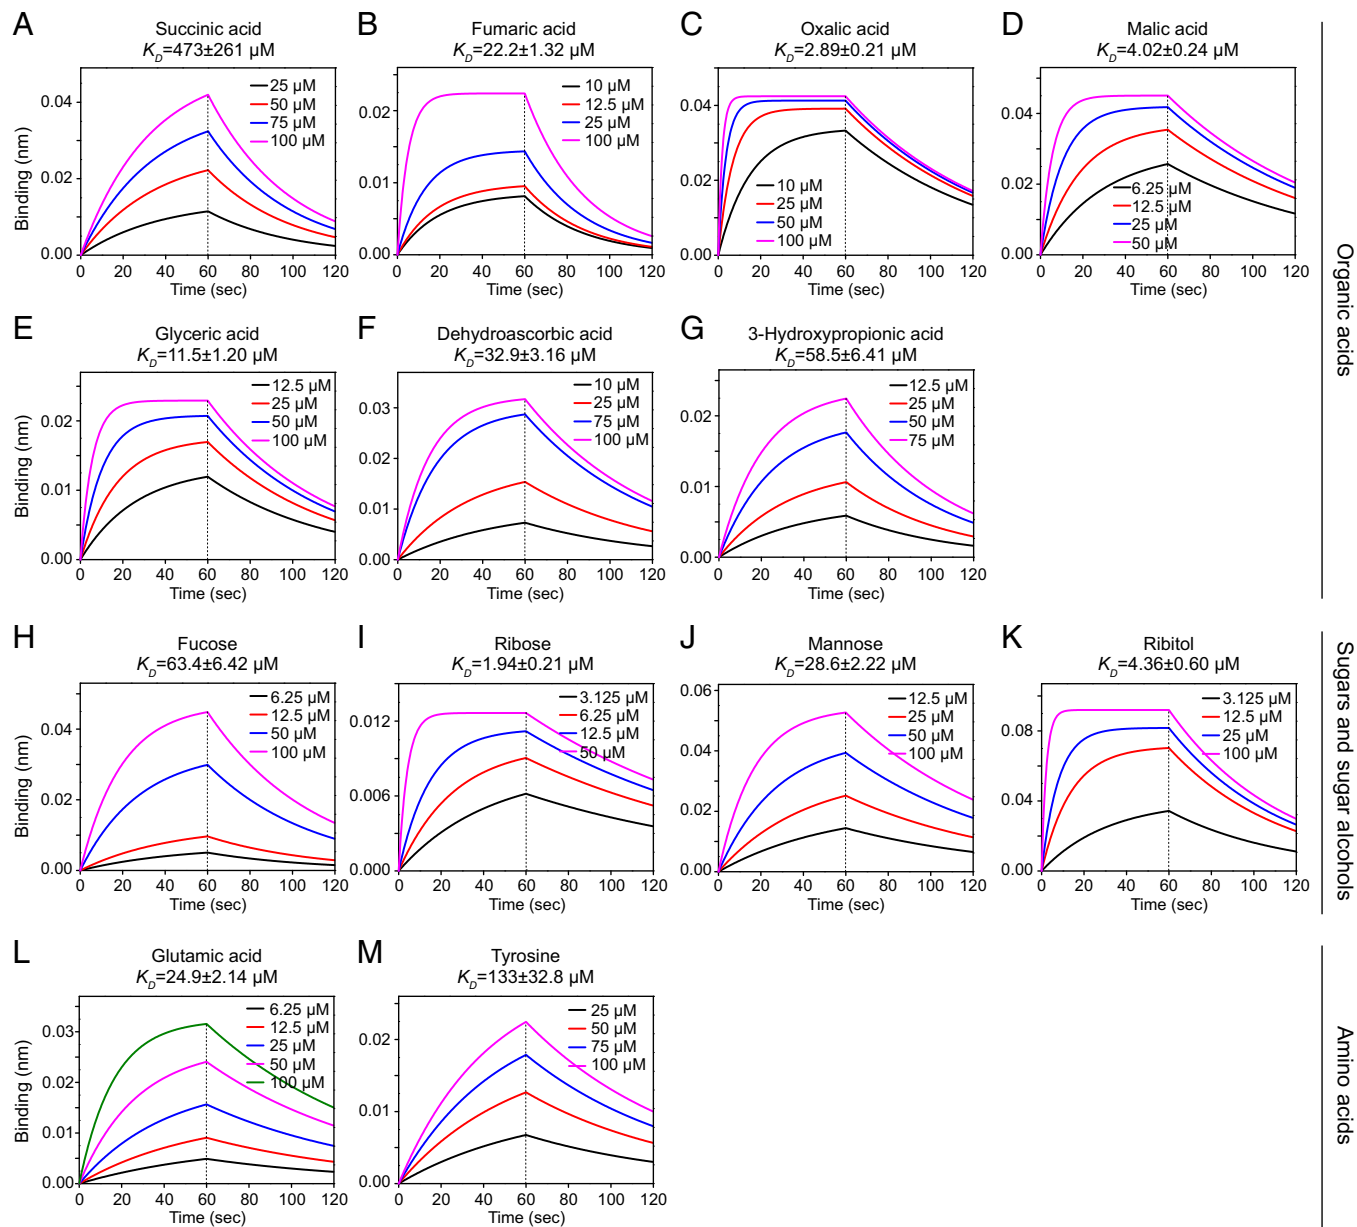 A
Succinic acid
K_D=473±261 µM
25 µM
50 µM
75 µM
100 µM
0.04
0.02
0.00
Binding (nm)
0 20 40 60 80 100 120
Time (sec)
B
Fumaric acid
K_D=22.2±1.32 µM
10 µM
12.5 µM
25 µM
100 µM
0.02
0.01
0.00
0 20 40 60 80 100 120
Time (sec)
C
Oxalic acid
K_D=2.89±0.21 µM
10 µM
25 µM
50 µM
100 µM
0.04
0.02
0.00
0 20 40 60 80 100 120
Time (sec)
D
Malic acid
K_D=4.02±0.24 µM
6.25 µM
12.5 µM
25 µM
50 µM
0.04
0.02
0.00
0 20 40 60 80 100 120
Time (sec)
E
Glyceric acid
K_D=11.5±1.20 µM
12.5 µM
25 µM
50 µM
100 µM
0.02
0.01
0.00
Binding (nm)
0 20 40 60 80 100 120
Time (sec)
F
Dehydroascorbic acid
K_D=32.9±3.16 µM
10 µM
25 µM
75 µM
100 µM
0.03
0.02
0.01
0.00
0 20 40 60 80 100 120
Time (sec)
G
3-Hydroxypropionic acid
K_D=58.5±6.41 µM
12.5 µM
25 µM
50 µM
75 µM
0.02
0.01
0.00
0 20 40 60 80 100 120
Time (sec)
Organic acids
H
Fucose
K_D=63.4±6.42 µM
6.25 µM
12.5 µM
50 µM
100 µM
0.04
0.02
0.00
Binding (nm)
0 20 40 60 80 100 120
Time (sec)
I
Ribose
K_D=1.94±0.21 µM
3.125 µM
6.25 µM
12.5 µM
50 µM
0.012
0.006
0.000
0 20 40 60 80 100 120
Time (sec)
J
Mannose
K_D=28.6±2.22 µM
12.5 µM
25 µM
50 µM
100 µM
0.06
0.04
0.02
0.00
0 20 40 60 80 100 120
Time (sec)
K
Ribitol
K_D=4.36±0.60 µM
3.125 µM
12.5 µM
25 µM
100 µM
0.08
0.04
0.00
0 20 40 60 80 100 120
Time (sec)
Sugars and sugar alcohols
L
Glutamic acid
K_D=24.9±2.14 µM
6.25 µM
12.5 µM
25 µM
50 µM
100 µM
0.03
0.02
0.01
0.00
Binding (nm)
0 20 40 60 80 100 120
Time (sec)
M
Tyrosine
K_D=133±32.8 µM
25 µM
50 µM
75 µM
100 µM
0.02
0.01
0.00
0 20 40 60 80 100 120
Time (sec)
Amino acids